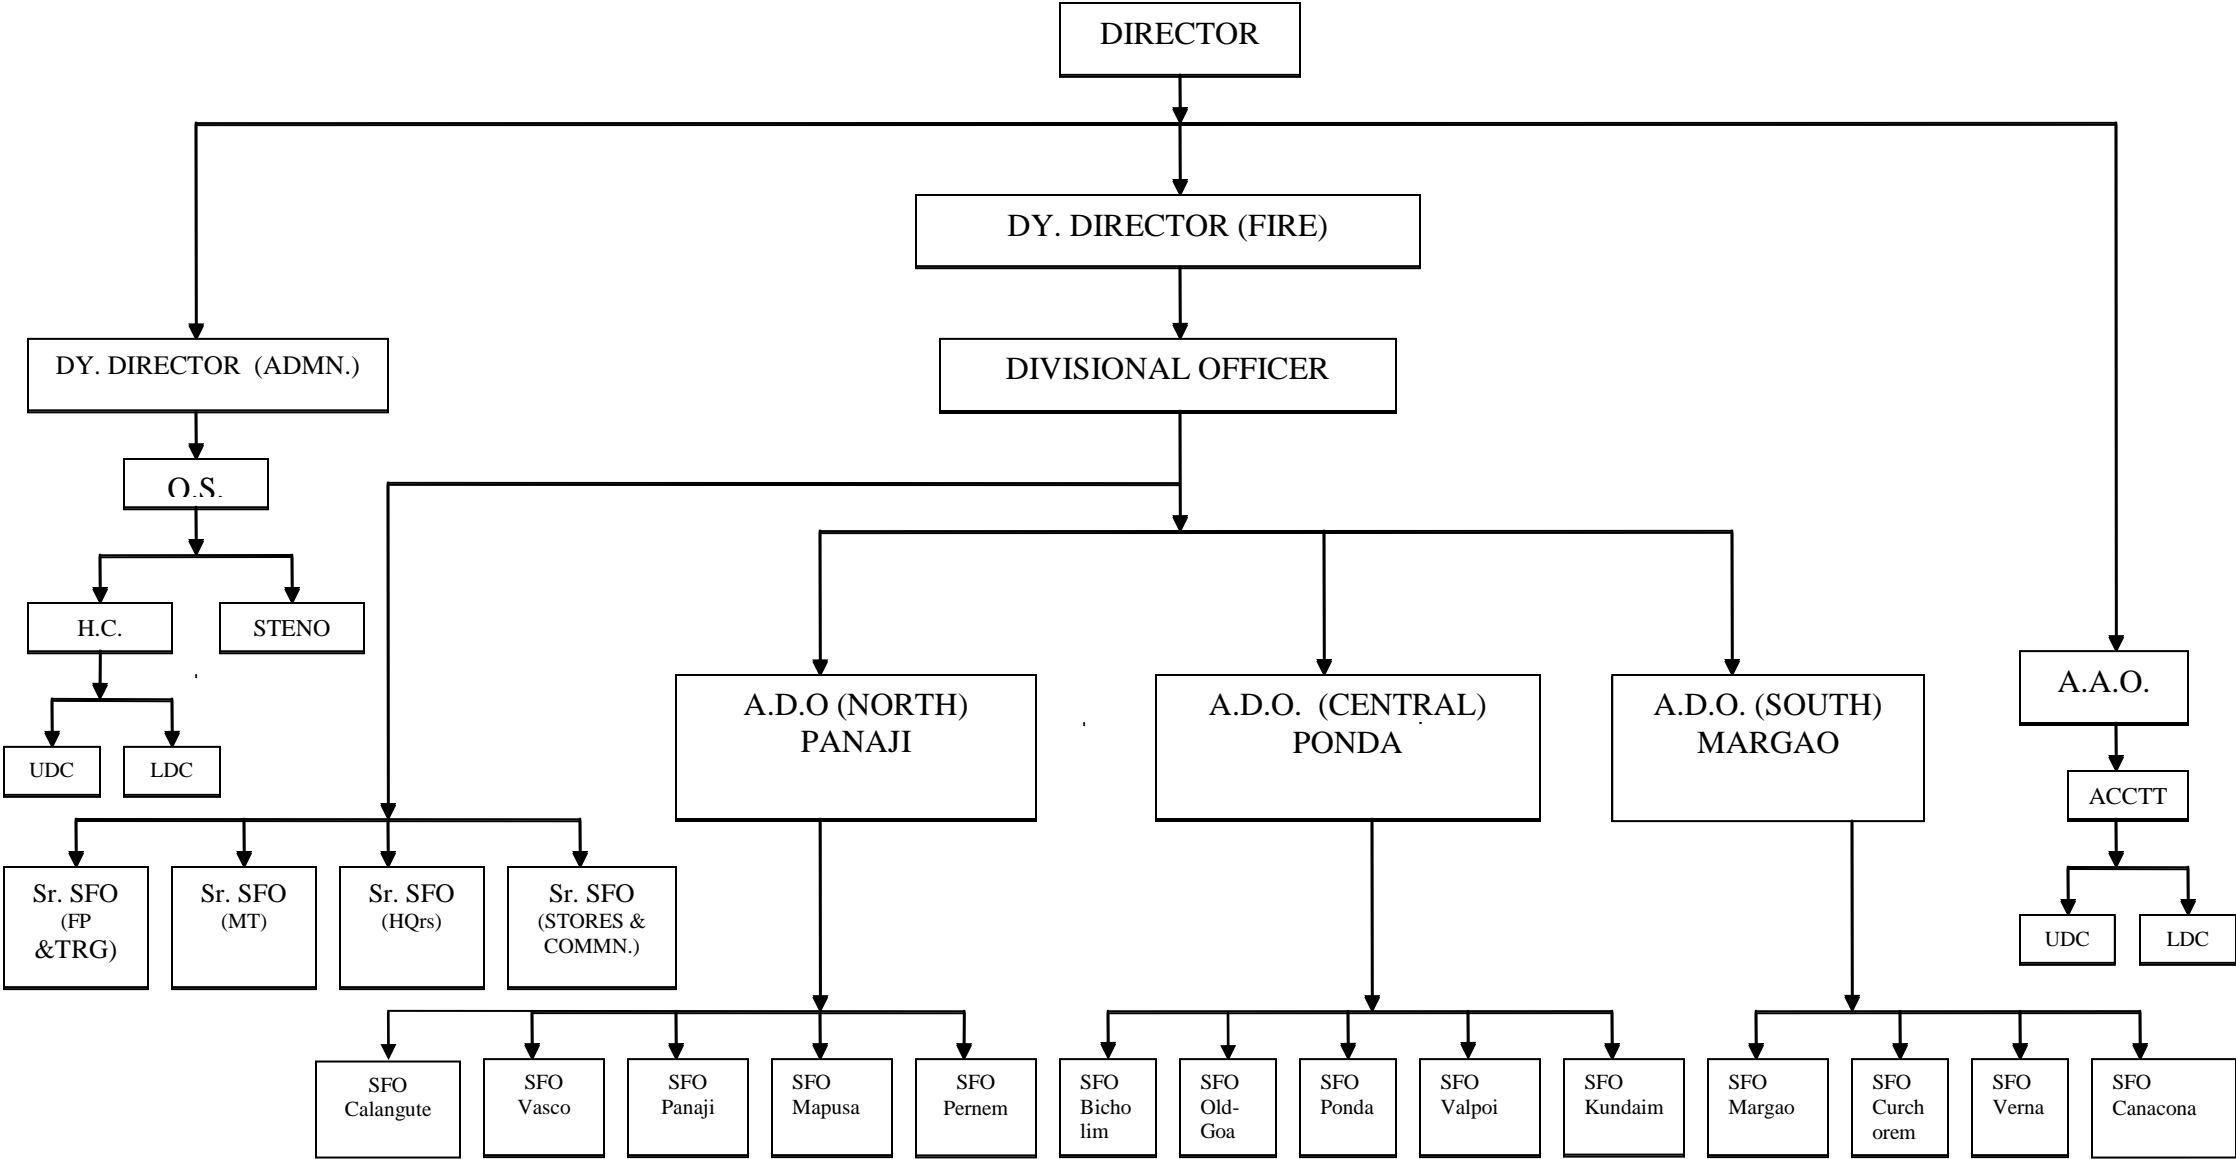 DIRECTOR
DY. DIRECTOR (FIRE)
DY. DIRECTOR (ADMN.)
DIVISIONAL OFFICER
O.S.
H.C.
STENO
UDC
LDC
A.D.O (NORTH)
PANAJI
A.D.O. (CENTRAL)
PONDA
A.D.O. (SOUTH)
MARGAO
A.A.O.
ACCTT
UDC
LDC
Sr. SFO
(FP
&TRG)
Sr. SFO
(MT)
Sr. SFO
(HQrs)
Sr. SFO
(STORES &
COMMN.)
SFO
Calangute
SFO
Vasco
SFO
Panaji
SFO
Mapusa
SFO
Pernem
SFO
Bicho
lim
SFO
Old-
Goa
SFO
Ponda
SFO
Valpoi
SFO
Kundaim
SFO
Margao
SFO
Curch
orem
SFO
Verna
SFO
Canacona